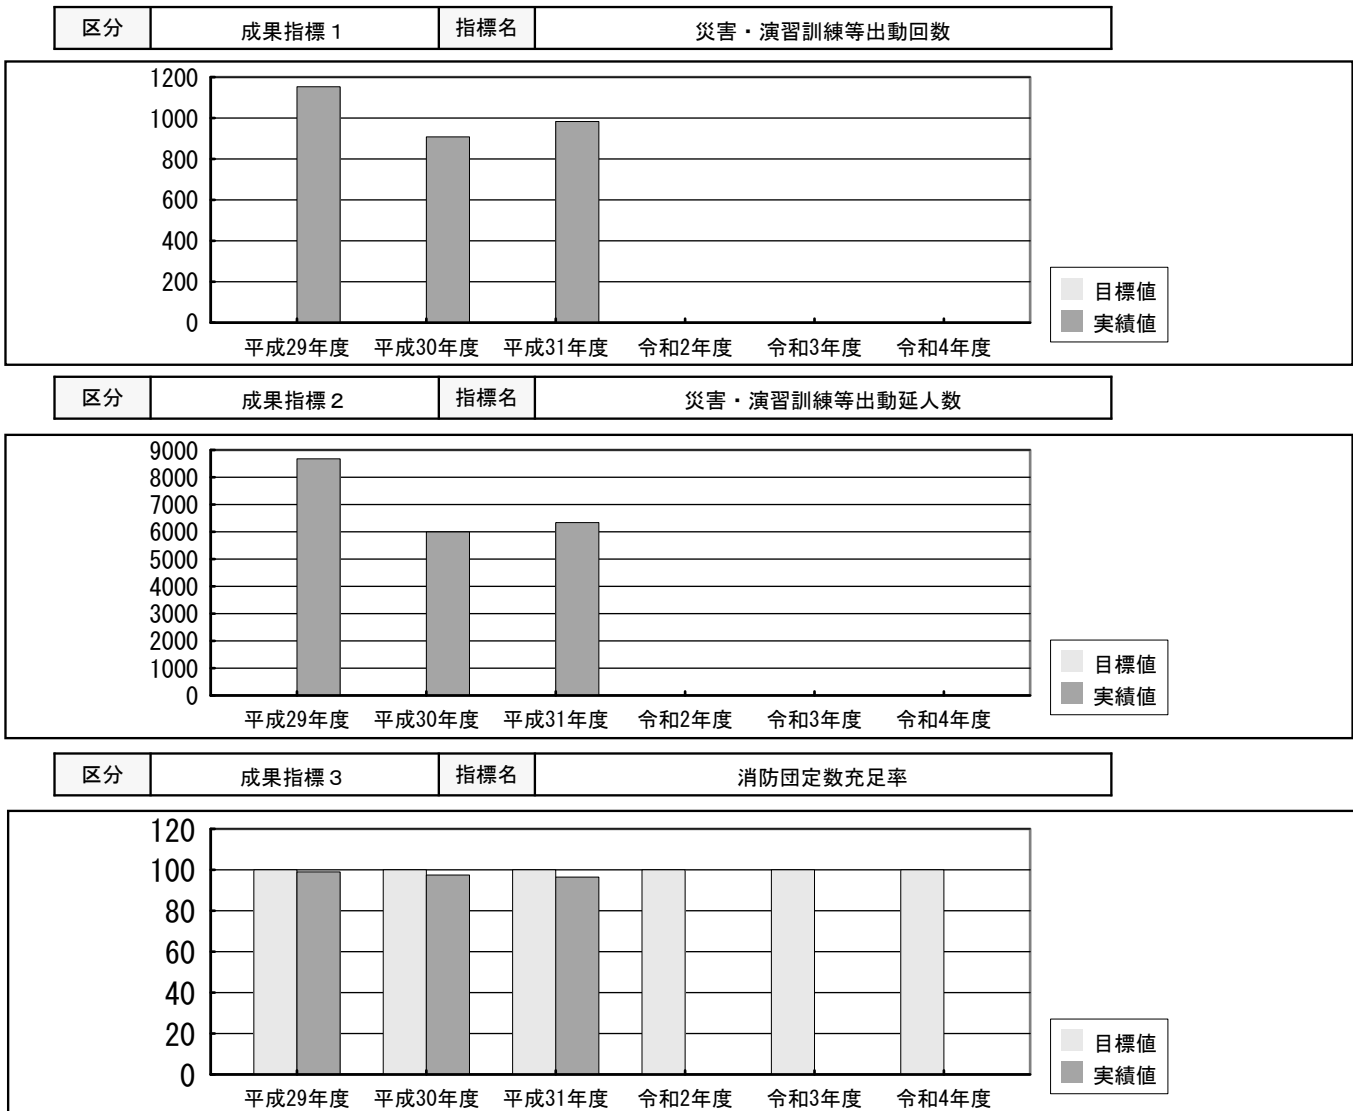 区分 成果指標１ 指標名 災害・演習訓練等出動回数
1200
1000
800
600
400
200
0
平成29年度 平成30年度 平成31年度 令和2年度 令和3年度 令和4年度
目標値
実績値
区分 成果指標２ 指標名 災害・演習訓練等出動延人数
9000
8000
7000
6000
5000
4000
3000
2000
1000
0
平成29年度 平成30年度 平成31年度 令和2年度 令和3年度 令和4年度
目標値
実績値
区分 成果指標３ 指標名 消防団定数充足率
120
100
80
60
40
20
0
平成29年度 平成30年度 平成31年度 令和2年度 令和3年度 令和4年度
目標値
実績値